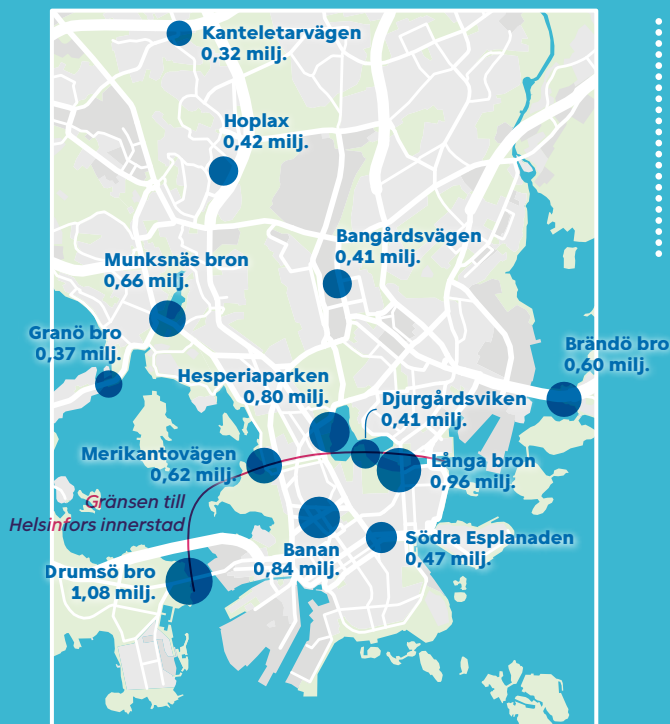 Kanteletarvägen
0,32 milj.
Hoplax
0,42 milj.
Bangårdsvägen
0,41 milj.
Munksnäs bron
0,66 milj.
Granö bro
0,37 milj.
Brändö bro
0,60 milj.
Hesperiaparken
0,80 milj.
Djurgårdsviken
0,41 milj.
Merikantovägen
0,62 milj.
Långa bron
0,96 milj.
Gränsen till
Helsinfors innerstad
Banan
0,84 milj.
Södra Esplanaden
0,47 milj.
Drumsö bro
1,08 milj.